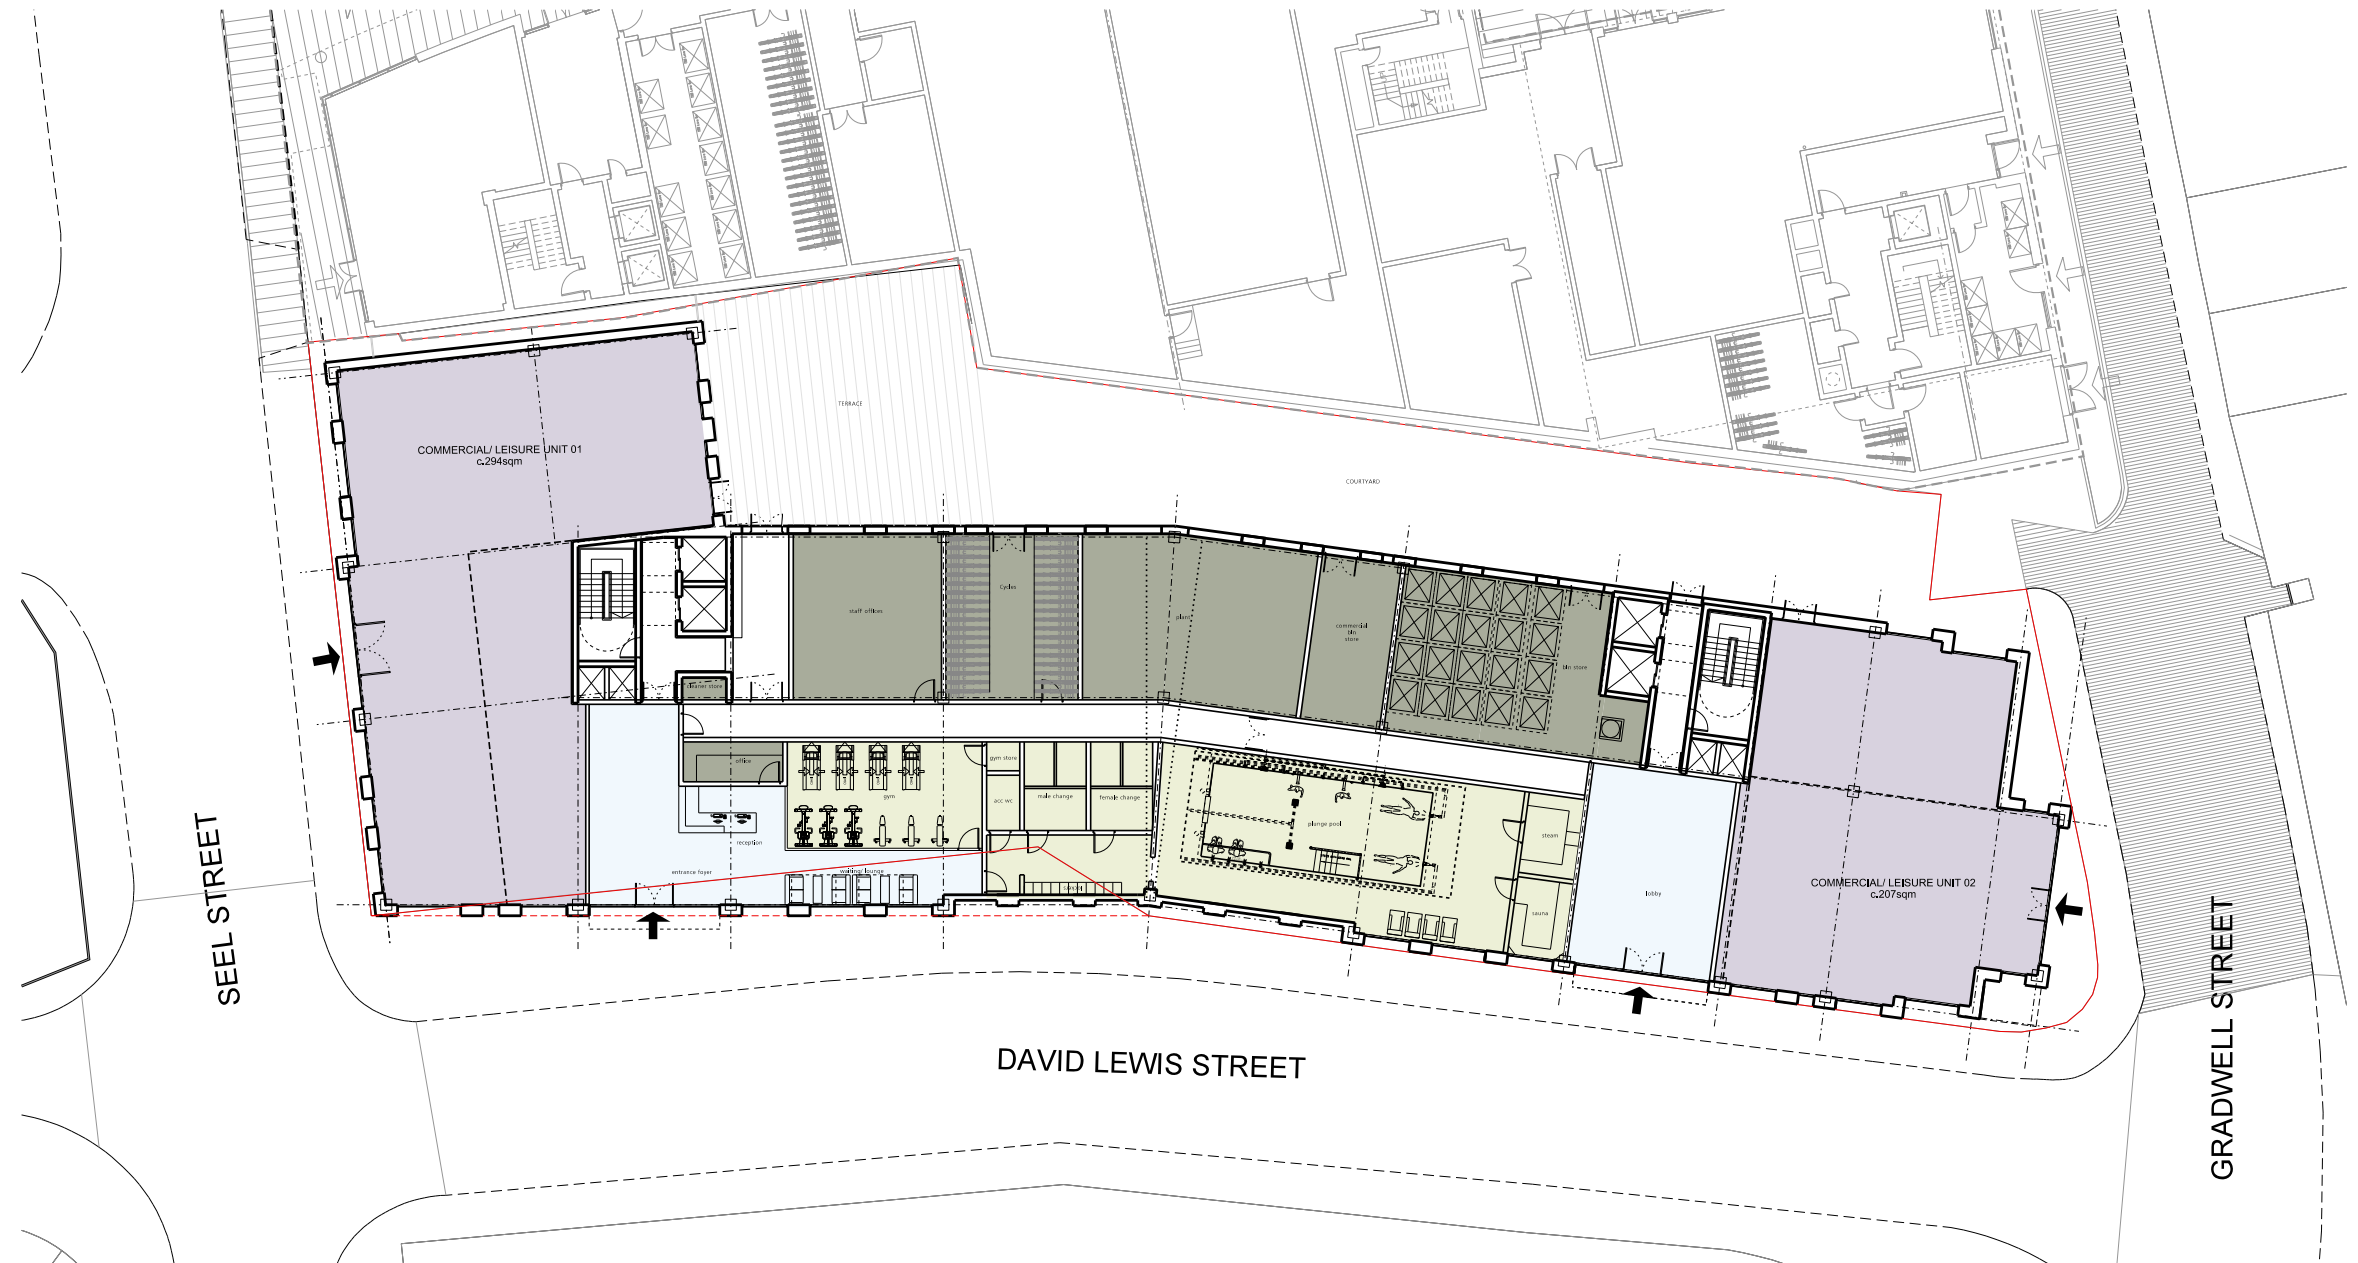 TERRACE
COMMERCIAL/ LEISURE UNIT 01
c.294sqm
COURTYARD
staff offices
Cycles
plant
commercial
bin
store
bin store
cleaner store
office
gym
gym store
acc wc
male change
female change
plunge pool
steam
sauna
reception
entrance foyer
waiting/ lounge
lobby
COMMERCIAL/ LEISURE UNIT 02
c.207sqm
SEEL STREET
DAVID LEWIS STREET
GRADWELL STREET